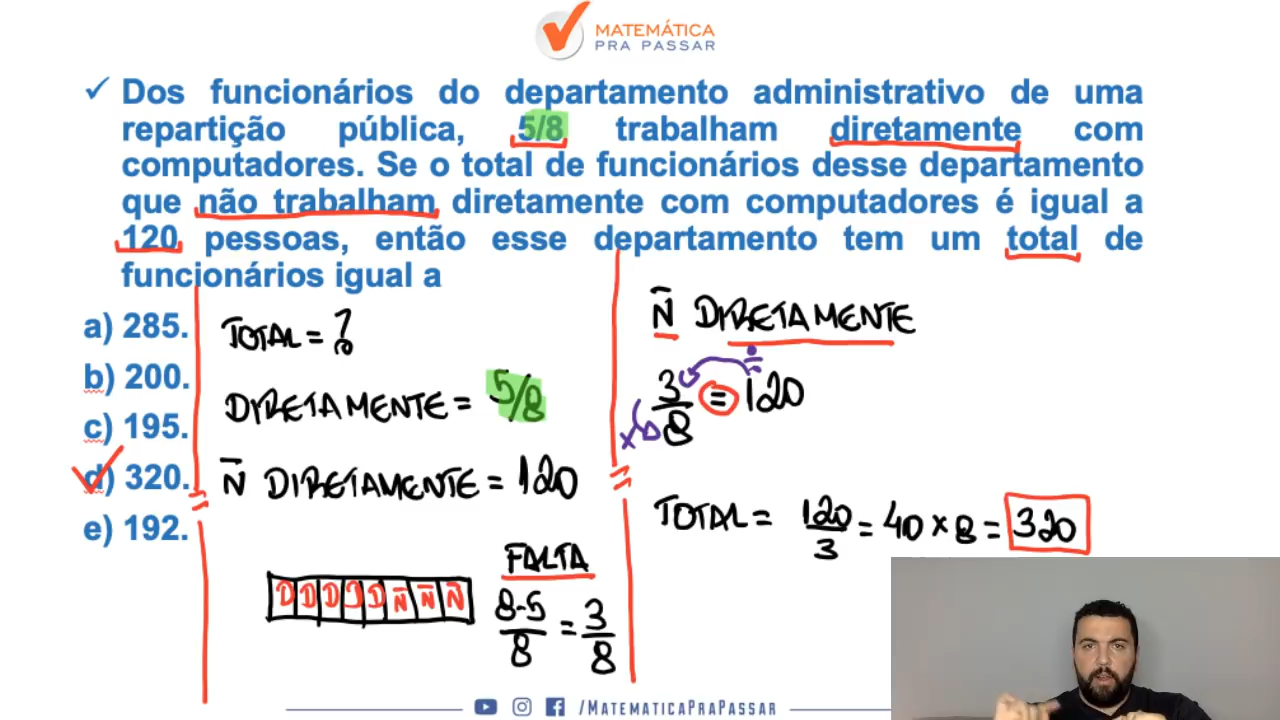 MATEMÁTICA
PRA PASSAR
✓ Dos funcionários do departamento administrativo de uma
repartição pública, 5/8 trabalham diretamente com
computadores. Se o total de funcionários desse departamento
que não trabalham diretamente com computadores é igual a
120 pessoas, então esse departamento tem um total de
funcionários igual a
a) 285.
b) 200.
c) 195.
d) 320.
e) 192.
TOTAL = ?
DIRETAMENTE = 5/8
N̄ DIRETAMENTE = 120
D D D D D N̄ N̄ N̄
FALTA
8-5/8 = 3/8
N̄ DIRETAMENTE
÷
3/8 = 120
x
TOTAL = 120/3 = 40 × 8 = 320
/MATEMATICAPRAPASSAR